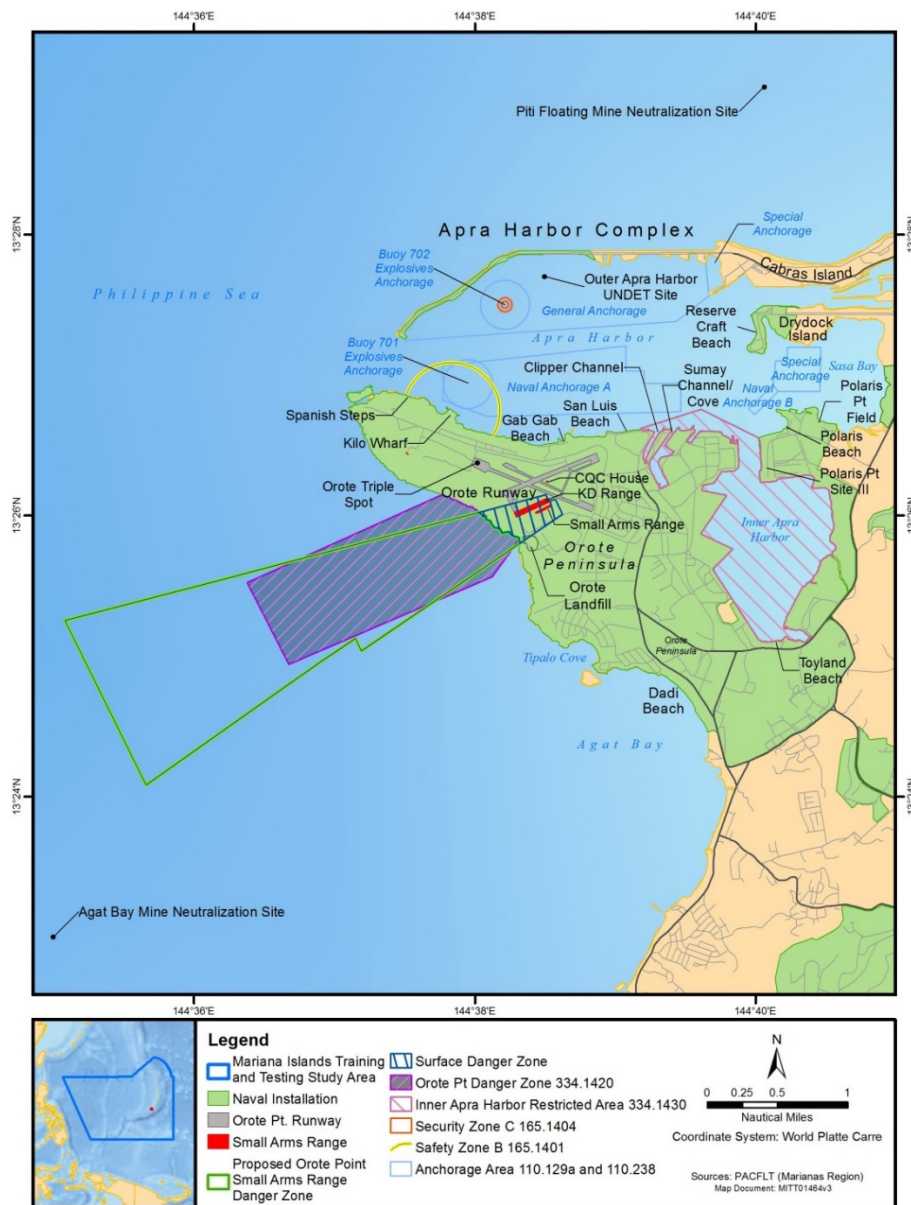 144°36'E
144°38'E
144°40'E
Piti Floating Mine Neutralization Site
13°28'N
13°28'N
Apra Harbor Complex
Special
Anchorage
Buoy 702
Explosives
Anchorage
Cabras Island
Philippine Sea
Outer Apra Harbor
UNDET Site
General Anchorage
Reserve
Craft
Beach
Drydock
Island
Apra Harbor
Buoy 701
Explosives
Anchorage
Clipper Channel
Sumay
Channel/
Cove
Special
Anchorage
Sasa Bay
Naval Anchorage A
Naval
Anchorage B
Polaris
Pt
Field
Spanish Steps
San Luis
Beach
Gab Gab
Beach
Kilo Wharf
Polaris
Beach
Orote Triple
Spot
CQC House
Polaris Pt
Site III
Orote Runway
KD Range
13°26'N
13°26'N
Small Arms Range
Inner Apra
Harbor
Orote
Peninsula
Orote
Landfill
Orote
Peninsula
Toyland
Beach
Tipalo Cove
Dadi
Beach
Agat Bay
13°24'N
13°24'N
Agat Bay Mine Neutralization Site
144°36'E
144°38'E
144°40'E
Legend
Mariana Islands Training
and Testing Study Area
Naval Installation
Orote Pt. Runway
Small Arms Range
Proposed Orote Point
Small Arms Range
Danger Zone
Surface Danger Zone
Orote Pt Danger Zone 334.1420
Inner Apra Harbor Restricted Area 334.1430
Security Zone C 165.1404
Safety Zone B 165.1401
Anchorage Area 110.129a and 110.238
N
0 0.5 1
0.25
Nautical Miles
Coordinate System: World Platte Carre
Sources: PACFLT (Marianas Region)
Map Document: MITT01464v3